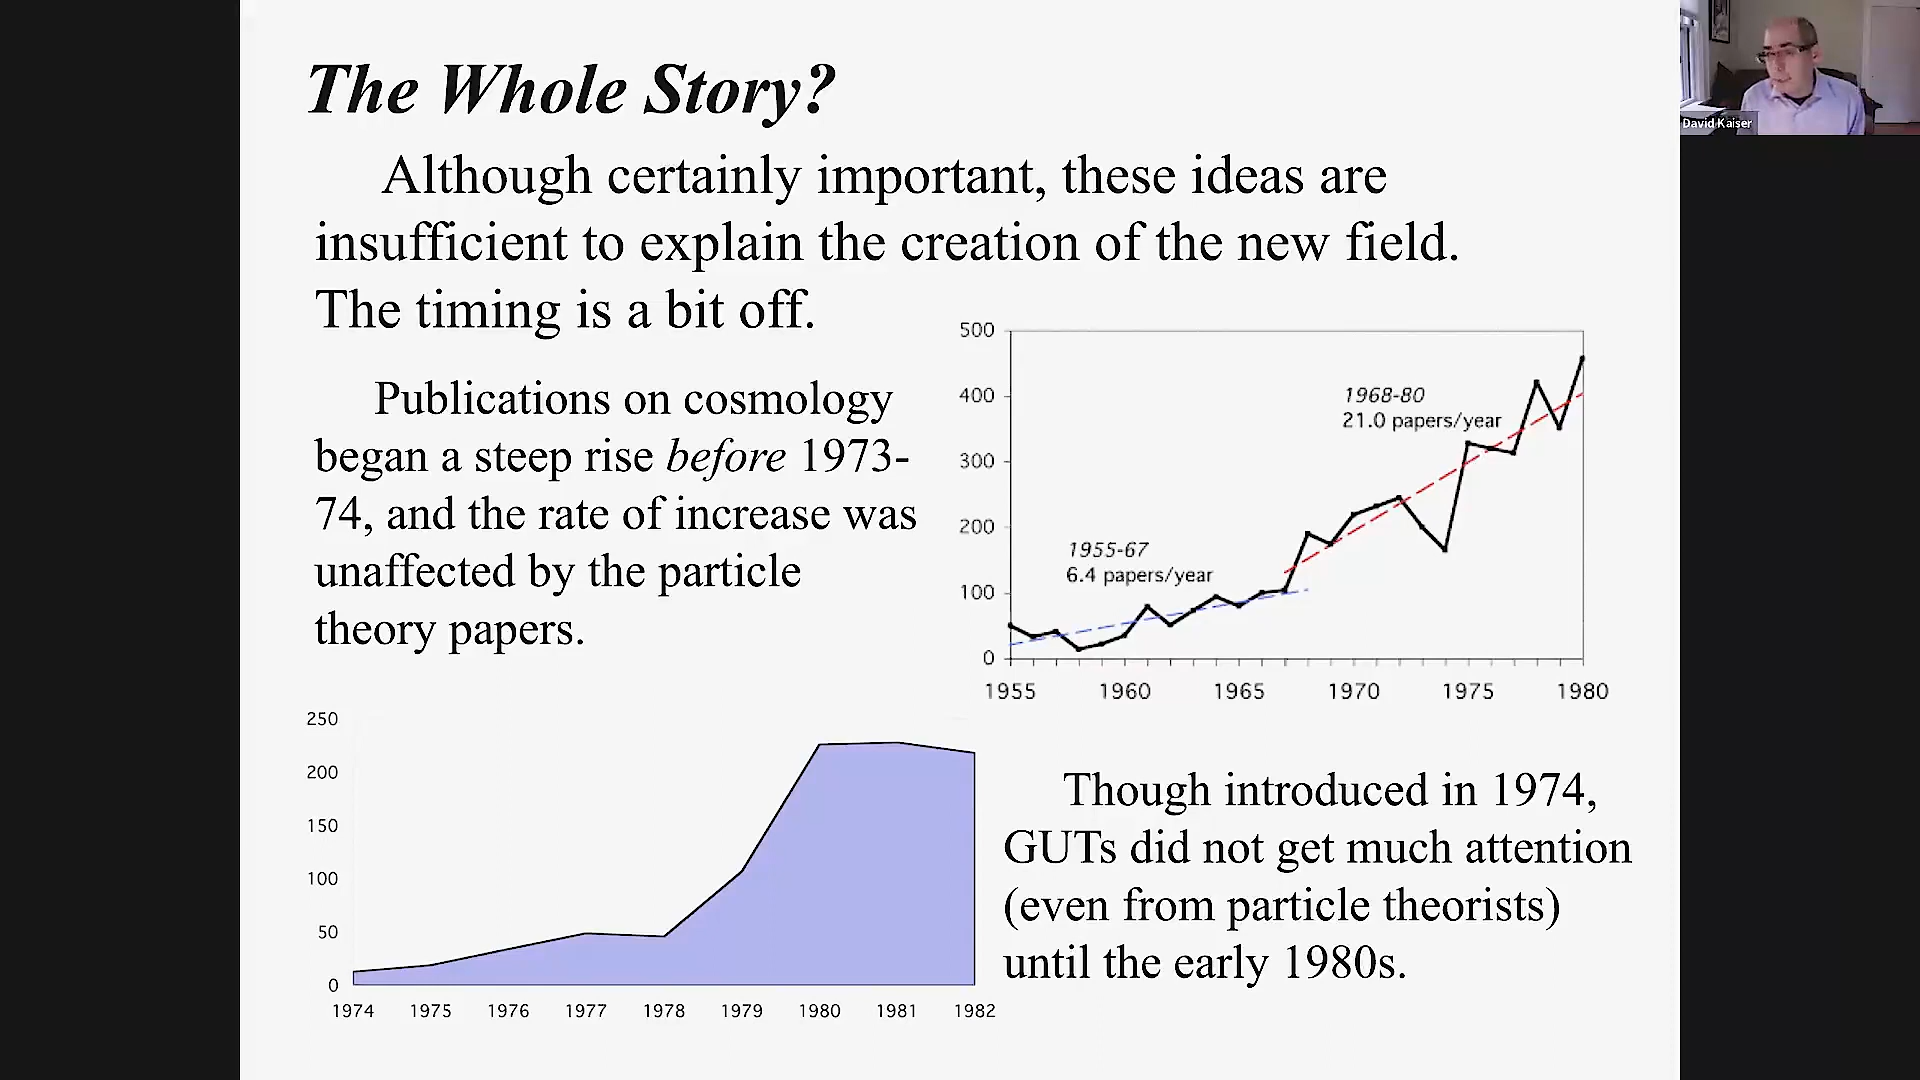 The Whole Story?
Although certainly important, these ideas are
insufficient to explain the creation of the new field.
The timing is a bit off.
Publications on cosmology
began a steep rise before 1973-
74, and the rate of increase was
unaffected by the particle
theory papers.
500
400
300
200
100
0
1968-80
21.0 papers/year
1955-67
6.4 papers/year
1955 1960 1965 1970 1975 1980
250
200
150
100
50
0
1974 1975 1976 1977 1978 1979 1980 1981 1982
Though introduced in 1974,
GUTs did not get much attention
(even from particle theorists)
until the early 1980s.
David Kaiser